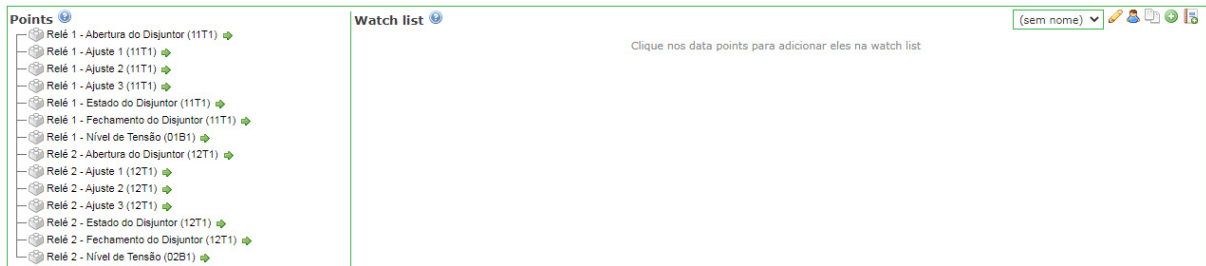 Points
Relé 1 - Abertura do Disjuntor (11T1)
Relé 1 - Ajuste 1 (11T1)
Relé 1 - Ajuste 2 (11T1)
Relé 1 - Ajuste 3 (11T1)
Relé 1 - Estado do Disjuntor (11T1)
Relé 1 - Fechamento do Disjuntor (11T1)
Relé 1 - Nível de Tensão (01B1)
Relé 2 - Abertura do Disjuntor (12T1)
Relé 2 - Ajuste 1 (12T1)
Relé 2 - Ajuste 2 (12T1)
Relé 2 - Ajuste 3 (12T1)
Relé 2 - Estado do Disjuntor (12T1)
Relé 2 - Fechamento do Disjuntor (12T1)
Relé 2 - Nível de Tensão (02B1)
Watch list
(sem nome)
Clique nos data points para adicionar eles na watch list